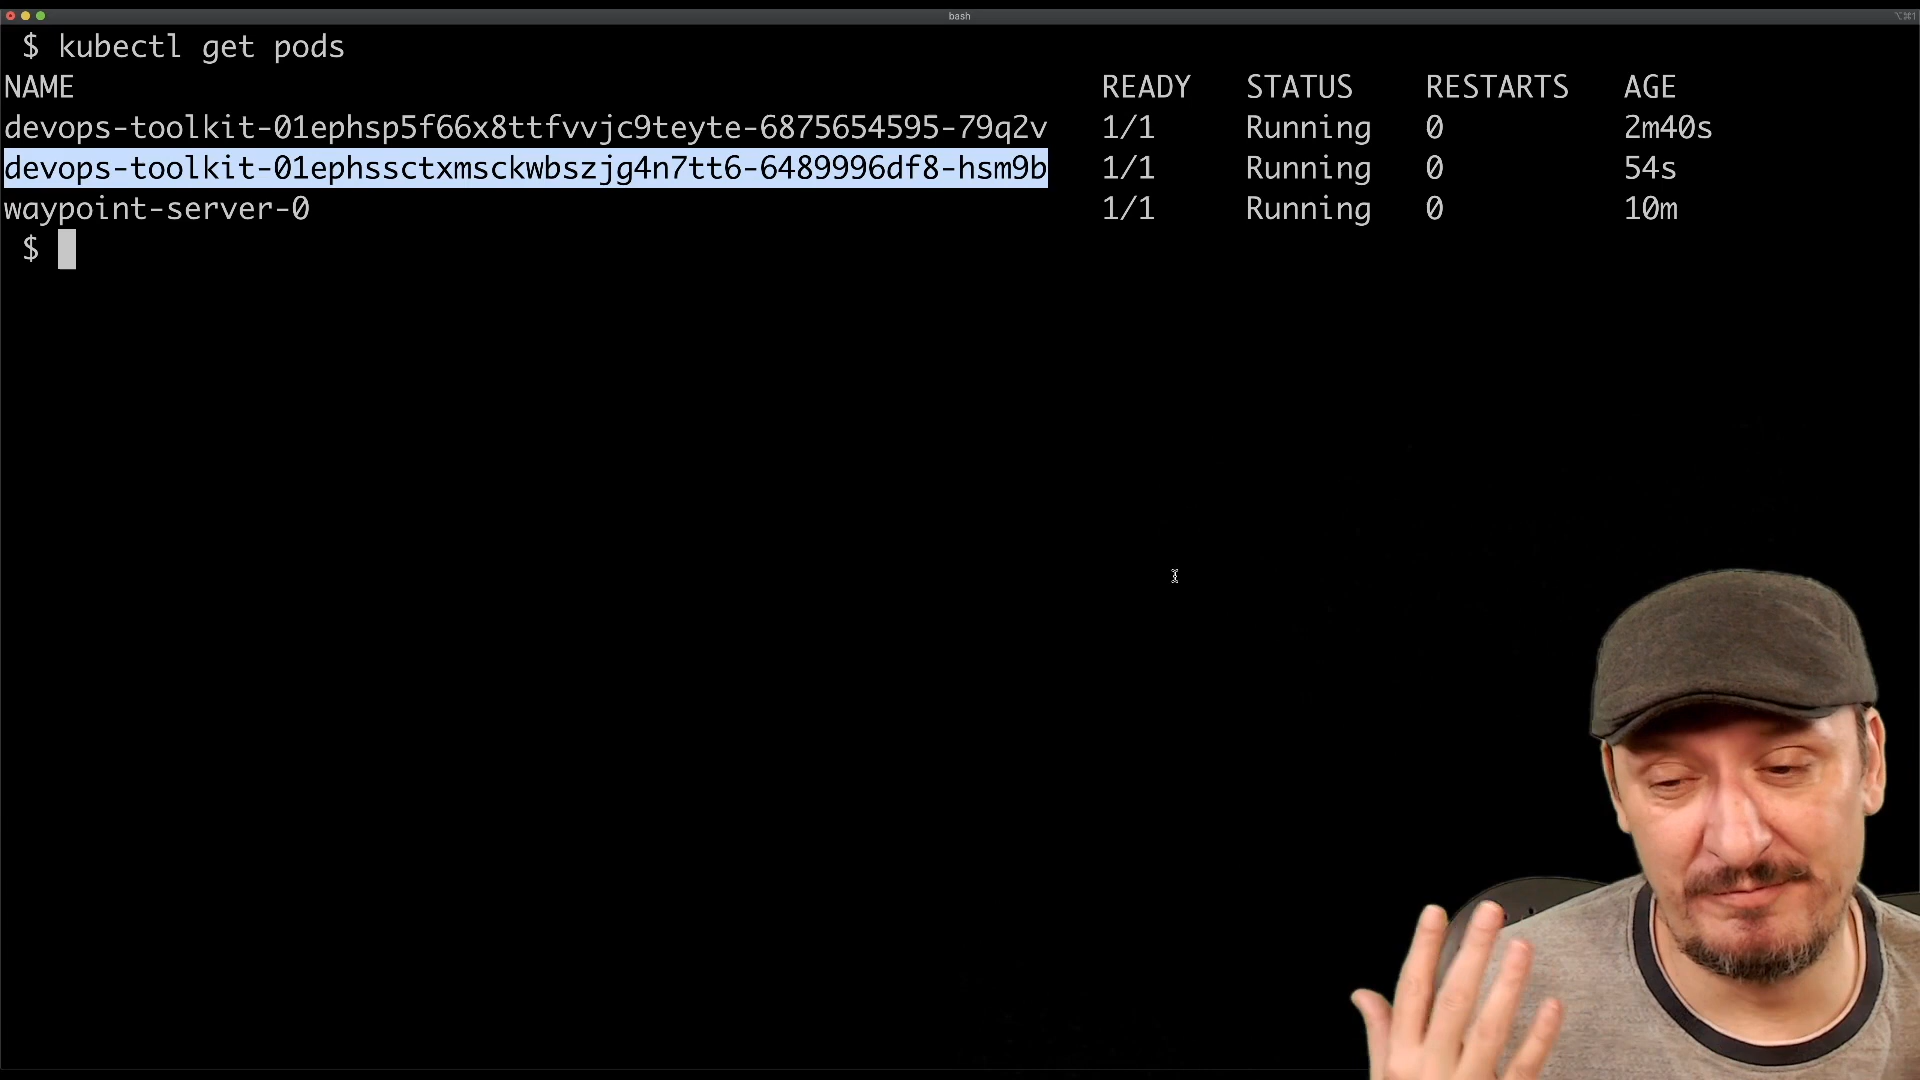 bash
⌥⌘1
$ kubectl get pods
NAME READY STATUS RESTARTS AGE
devops-toolkit-01ephsp5f66x8ttfvvjc9teyte-6875654595-79q2v 1/1 Running 0 2m40s
devops-toolkit-01ephssctxmsckwbszjg4n7tt6-6489996df8-hsm9b 1/1 Running 0 54s
waypoint-server-0 1/1 Running 0 10m
$